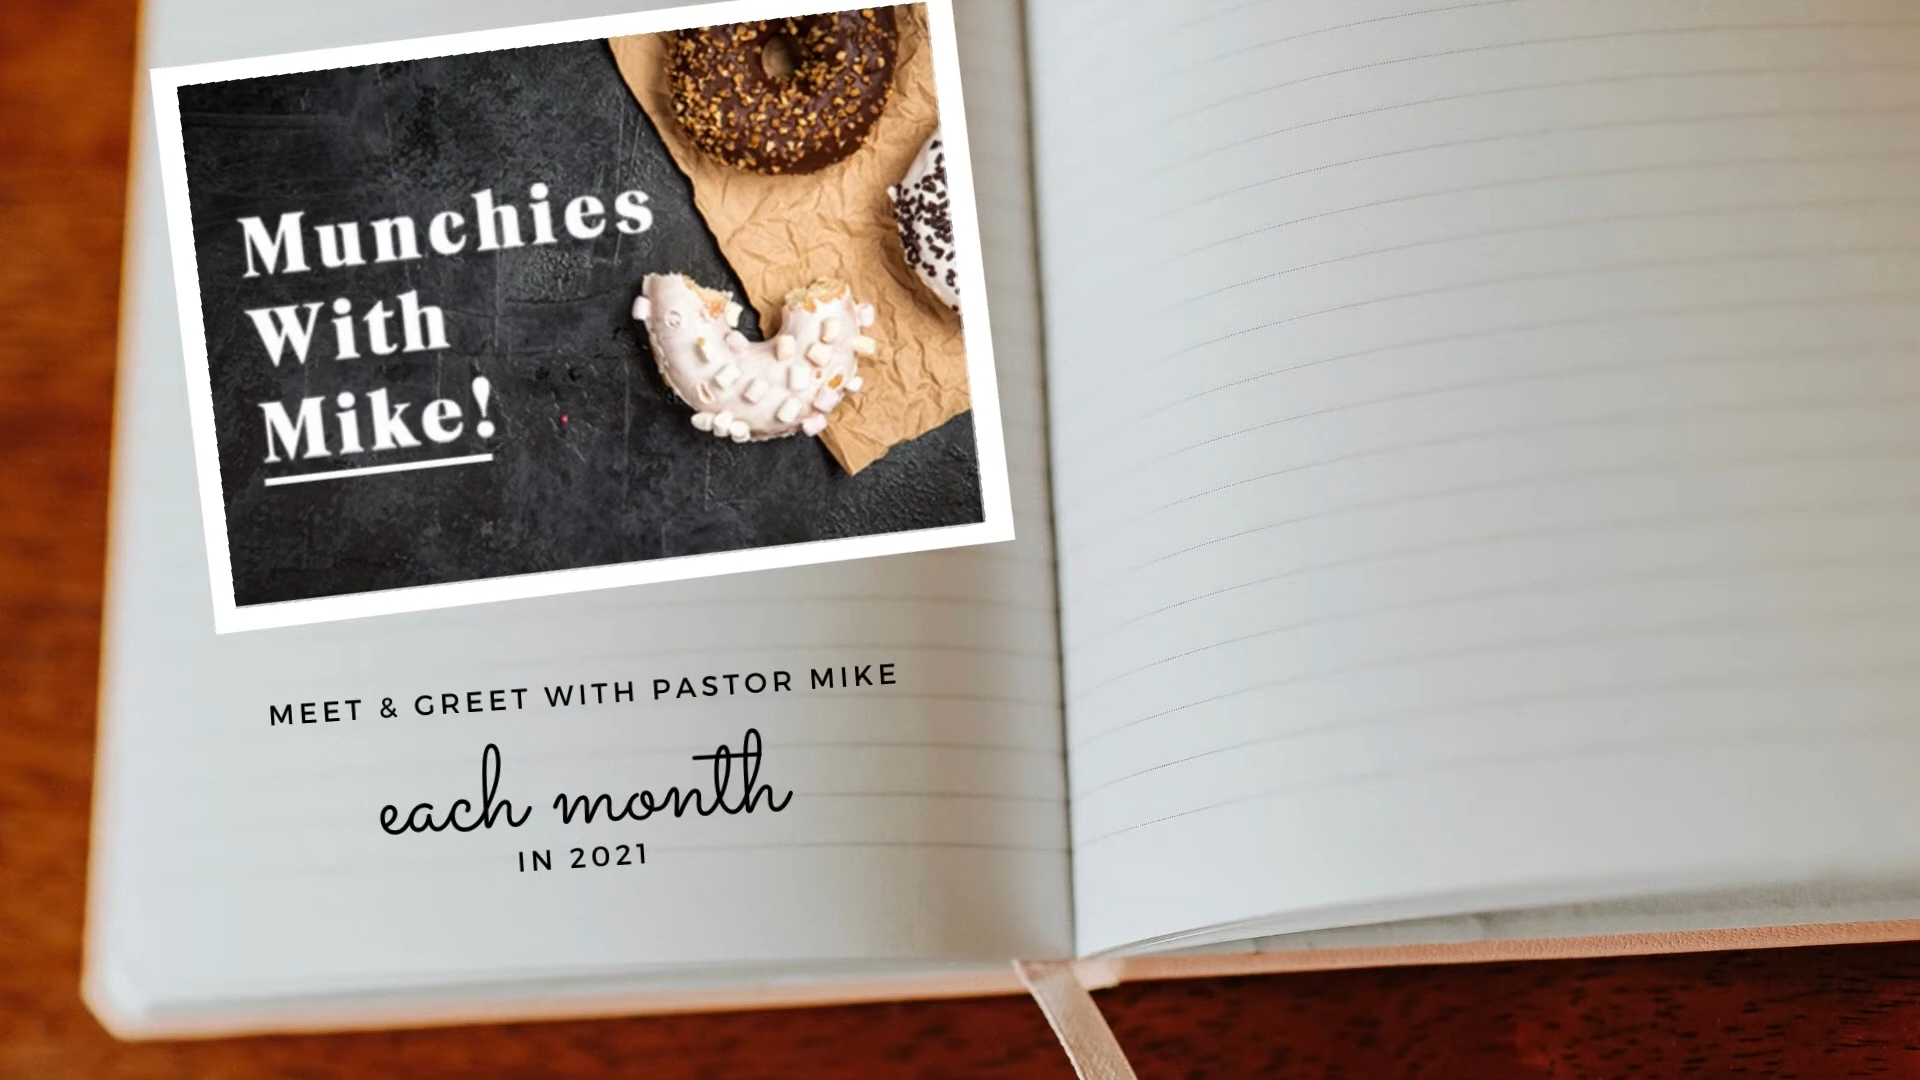 Munchies
With
Mike!
MEET & GREET WITH PASTOR MIKE
each month
IN 2021